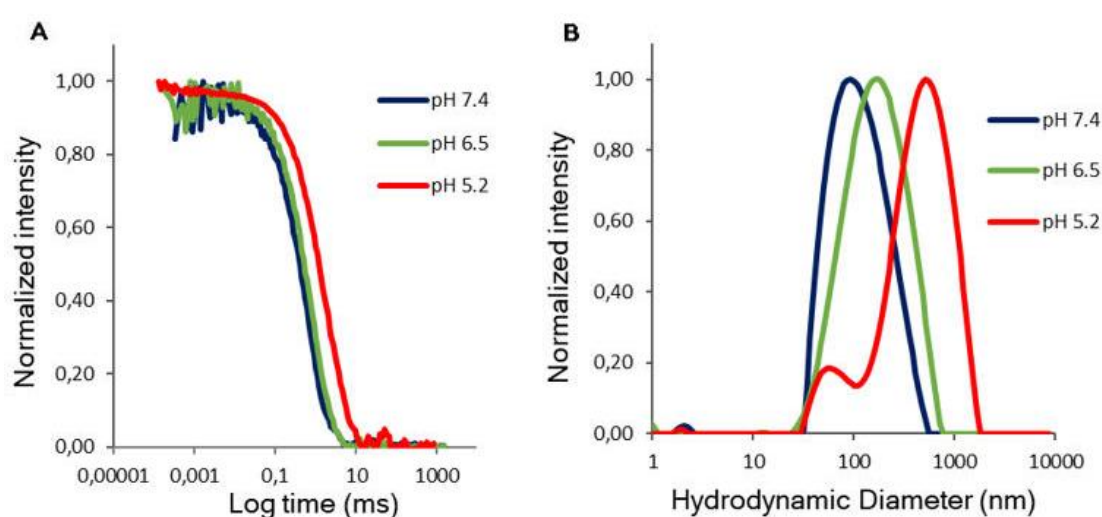 A
Normalized intensity
1,00
0,80
0,60
0,40
0,20
0,00
0,00001 0,001 0,1 10 1000
Log time (ms)
pH 7.4
pH 6.5
pH 5.2
B
Normalized intensity
1,00
0,80
0,60
0,40
0,20
0,00
1 10 100 1000 10000
Hydrodynamic Diameter (nm)
pH 7.4
pH 6.5
pH 5.2